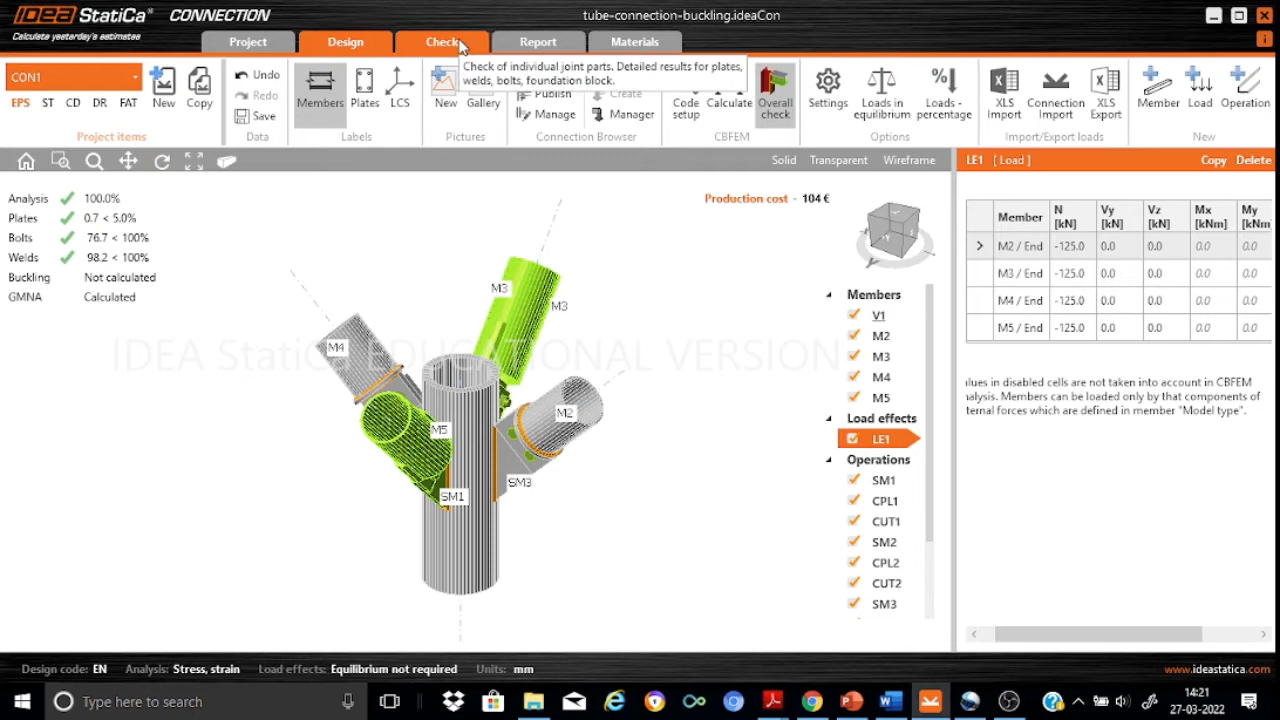 IDEA StatiCa® CONNECTION
Calculate yesterday's estimates
tube-connection-buckling.ideaCon
Project Design Check Report Materials
Check of individual joint parts. Detailed results for plates,
welds, bolts, foundation block.
CON1
EPS ST CD DR FAT
New Copy
Project items
Undo
Redo
Save
Data
Members Plates LCS
Labels
New Gallery
Pictures
Publish Create
Manage Manager
Connection Browser
Code setup Calculate Overall check
CBFEM
Settings Loads in equilibrium Loads - percentage
Options
XLS Import Connection Import XLS Export
Import/Export loads
Member Load Operation
New
Solid Transparent Wireframe
LE1 [ Load ] Copy Delete
Analysis 100.0%
Plates 0.7 < 5.0%
Bolts 76.7 < 100%
Welds 98.2 < 100%
Buckling Not calculated
GMNA Calculated
Production cost - 104 €
M3
M3
M4
M2
M5
SM3
SM1
IDEA StatiCa EDUCATIONAL VERSION
Members
V1
M2
M3
M4
M5
Load effects
LE1
Operations
SM1
CPL1
CUT1
SM2
CPL2
CUT2
SM3
Member N [kN] Vy [kN] Vz [kN] Mx [kNm] My [kNm
> M2 / End -125.0 0.0 0.0 0.0 0.0
M3 / End -125.0 0.0 0.0 0.0 0.0
M4 / End -125.0 0.0 0.0 0.0 0.0
M5 / End -125.0 0.0 0.0 0.0 0.0
alues in disabled cells are not taken into account in CBFEM
nalysis. Members can be loaded only by that components of
ternal forces which are defined in member "Model type".
Design code: EN Analysis: Stress, strain Load effects: Equilibrium not required Units: mm
www.ideastatica.com
Type here to search
14:21
27-03-2022